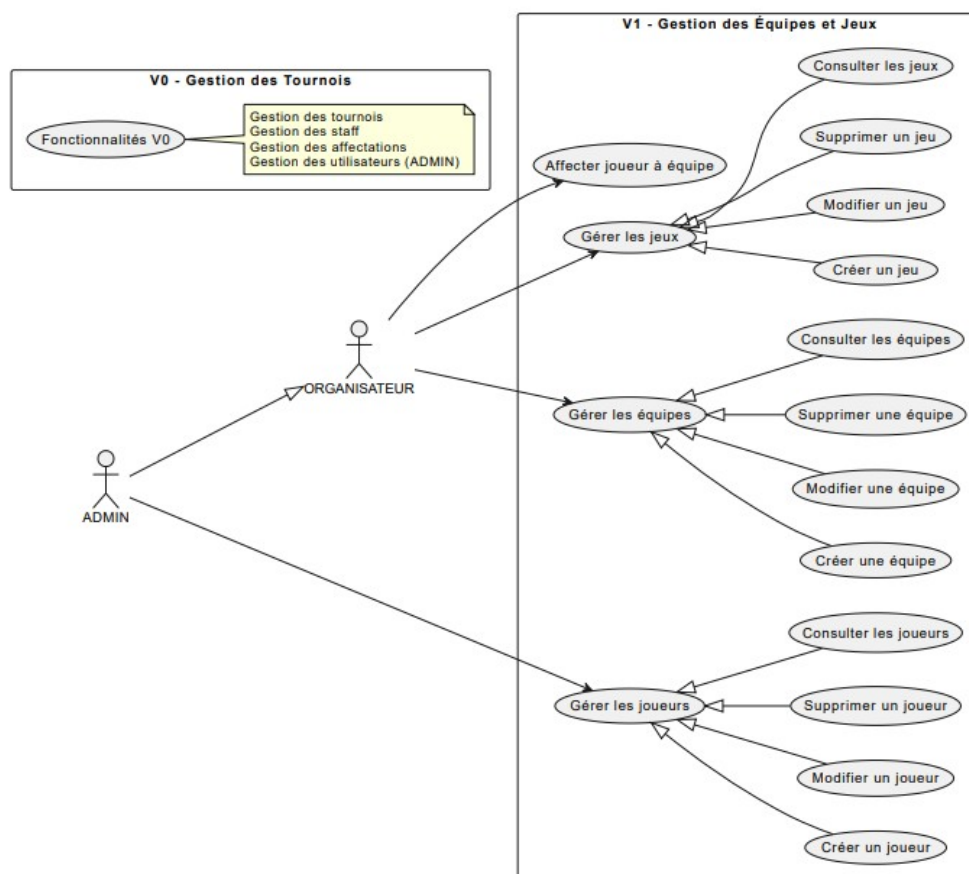 V0 - Gestion des Tournois
Fonctionnalités V0
Gestion des tournois
Gestion des staff
Gestion des affectations
Gestion des utilisateurs (ADMIN)
ORGANISATEUR
ADMIN
V1 - Gestion des Équipes et Jeux
Affecter joueur à équipe
Gérer les jeux
Consulter les jeux
Supprimer un jeu
Modifier un jeu
Créer un jeu
Gérer les équipes
Consulter les équipes
Supprimer une équipe
Modifier une équipe
Créer une équipe
Gérer les joueurs
Consulter les joueurs
Supprimer un joueur
Modifier un joueur
Créer un joueur